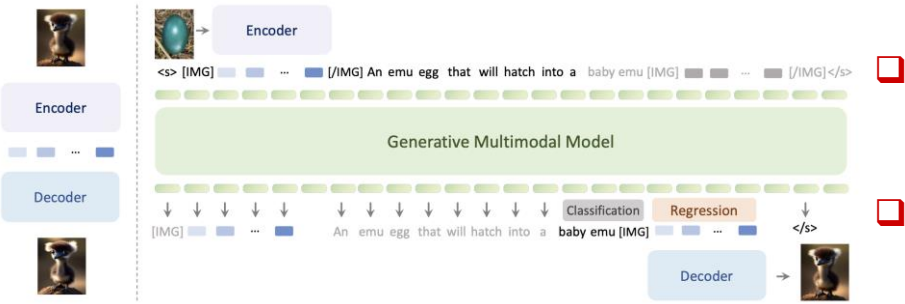 Encoder
Decoder
...
Encoder
<s> [IMG] ... [/IMG] An emu egg that will hatch into a baby emu [IMG] ... [/IMG] </s>
Generative Multimodal Model
Classification Regression
[IMG] ... An emu egg that will hatch into a baby emu [IMG] ... </s>
Decoder